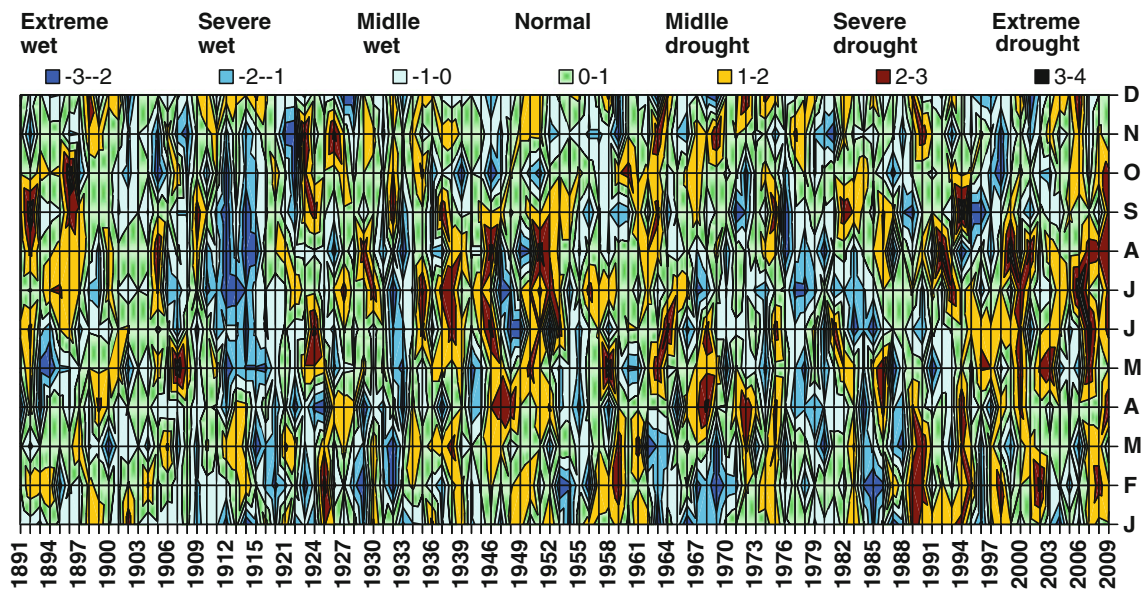 Extreme wet
Severe wet
Midlle wet
Normal
Midlle drought
Severe drought
Extreme drought
-3--2 -2--1 -1-0 0-1 1-2 2-3 3-4
D
N
O
S
A
J
J
M
A
M
F
J
1891 1894 1897 1900 1903 1906 1909 1912 1915 1921 1924 1927 1930 1933 1936 1939 1946 1949 1952 1955 1958 1961 1964 1967 1970 1973 1976 1979 1982 1985 1988 1991 1994 1997 2000 2003 2006 2009